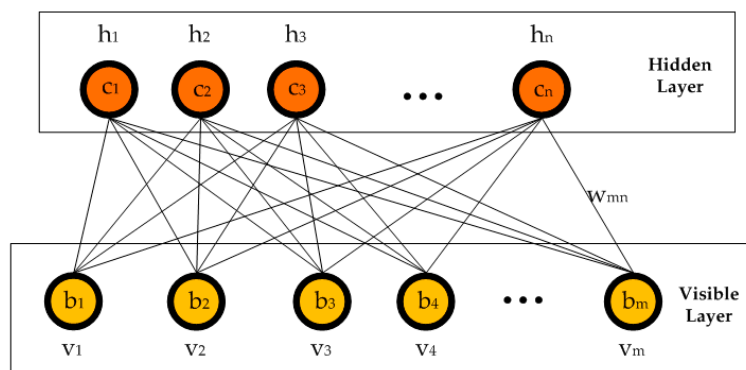 h1 h2 h3 hn
Hidden
Layer
c1 c2 c3 ... cn
wmn
b1 b2 b3 b4 ... bm
Visible
Layer
v1 v2 v3 v4 vm